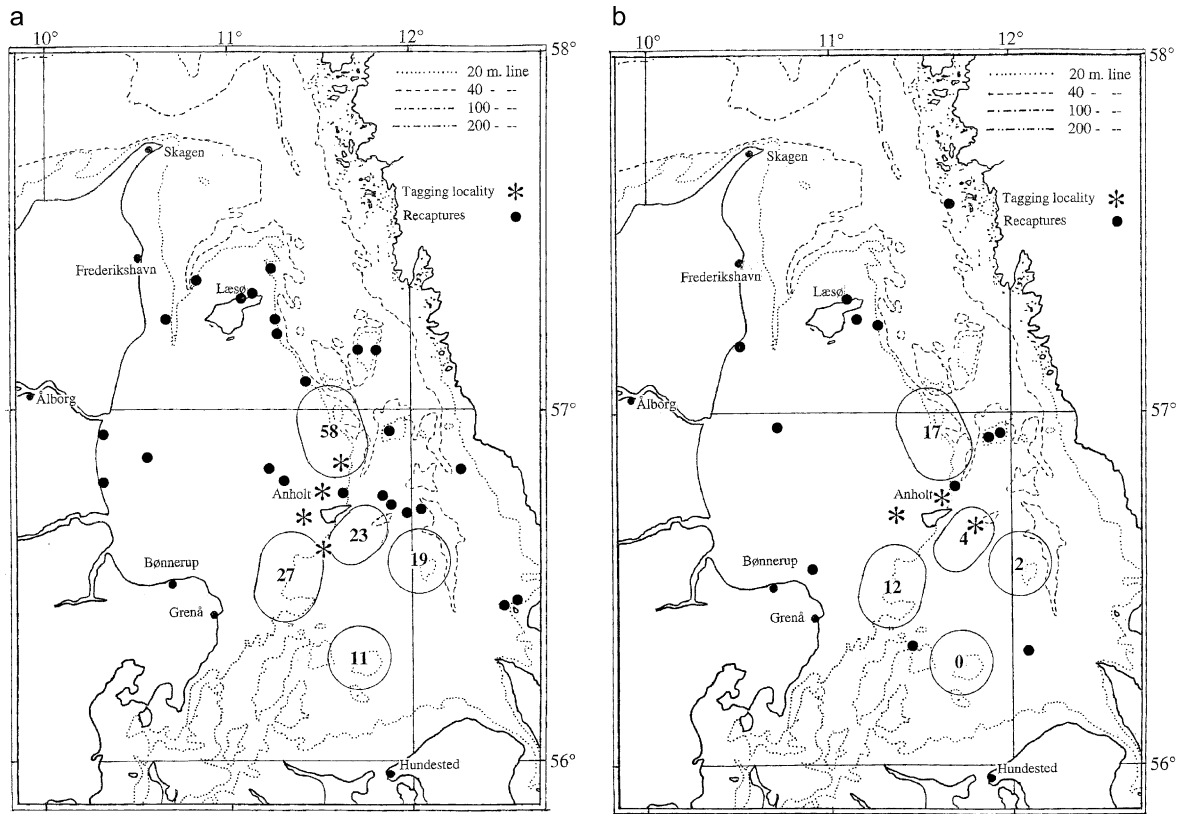 a
10° 11° 12°
58°
20 m. line
40 - --
100 - --
200 - --
Skagen
Tagging locality
Recaptures
Frederikshavn
Læsø
57°
Ålborg
58
Anholt
23
19
27
Bønnerup
Grenå
11
56°
Hundested
b
10° 11° 12°
58°
20 m. line
40 - --
100 - --
200 - --
Skagen
Tagging locality
Recaptures
Frederikshavn
Læsø
57°
Ålborg
17
Anholt
4
2
12
Bønnerup
Grenå
0
56°
Hundested